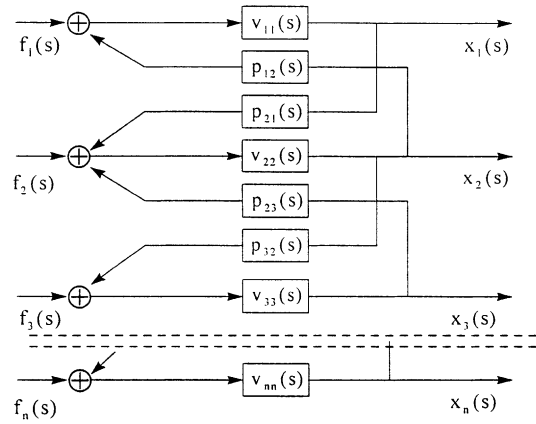 v₁₁(s)
f₁(s) x₁(s)
p₁₂(s)
p₂₁(s)
v₂₂(s)
f₂(s) x₂(s)
p₂₃(s)
p₃₂(s)
v₃₃(s)
f₃(s) x₃(s)
vₙₙ(s)
fₙ(s) xₙ(s)